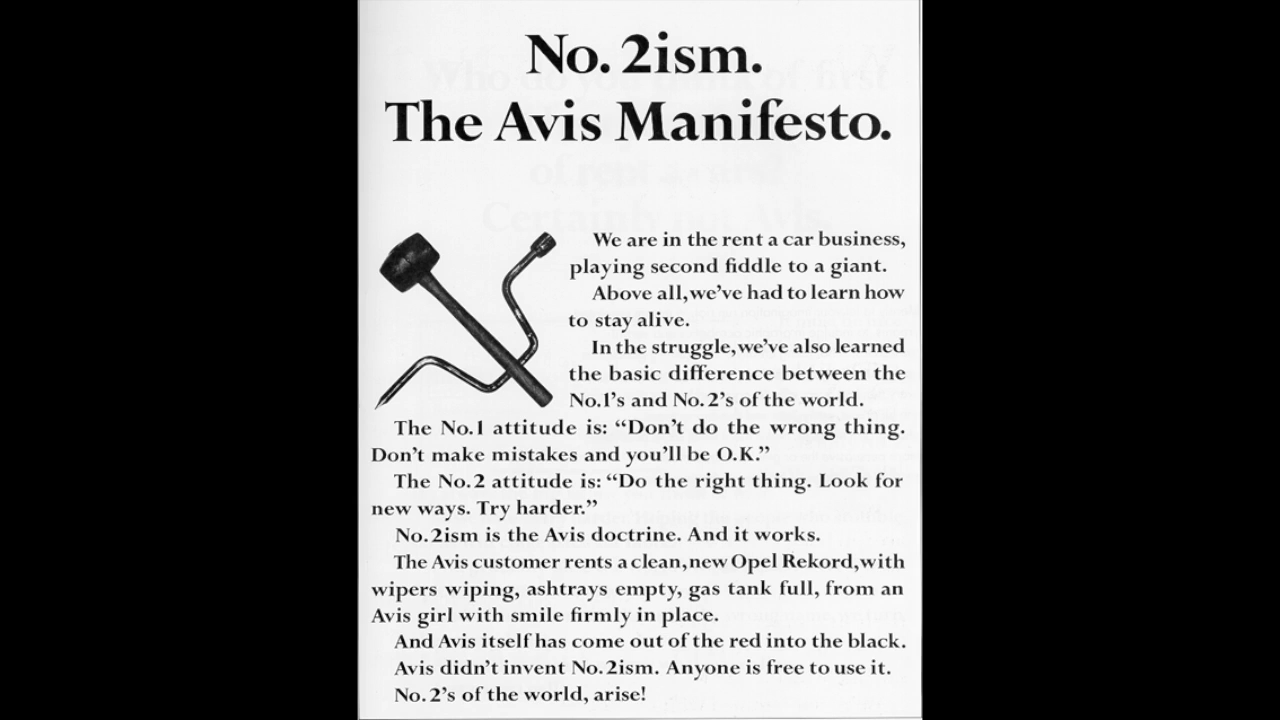 No. 2ism.
The Avis Manifesto.
We are in the rent a car business,
playing second fiddle to a giant.
Above all, we've had to learn how
to stay alive.
In the struggle, we've also learned
the basic difference between the
No.1's and No. 2's of the world.
The No.1 attitude is: “Don't do the wrong thing.
Don't make mistakes and you'll be O.K.”
The No.2 attitude is: “Do the right thing. Look for
new ways. Try harder.”
No.2ism is the Avis doctrine. And it works.
The Avis customer rents a clean, new Opel Rekord, with
wipers wiping, ashtrays empty, gas tank full, from an
Avis girl with smile firmly in place.
And Avis itself has come out of the red into the black.
Avis didn't invent No.2ism. Anyone is free to use it.
No. 2's of the world, arise!